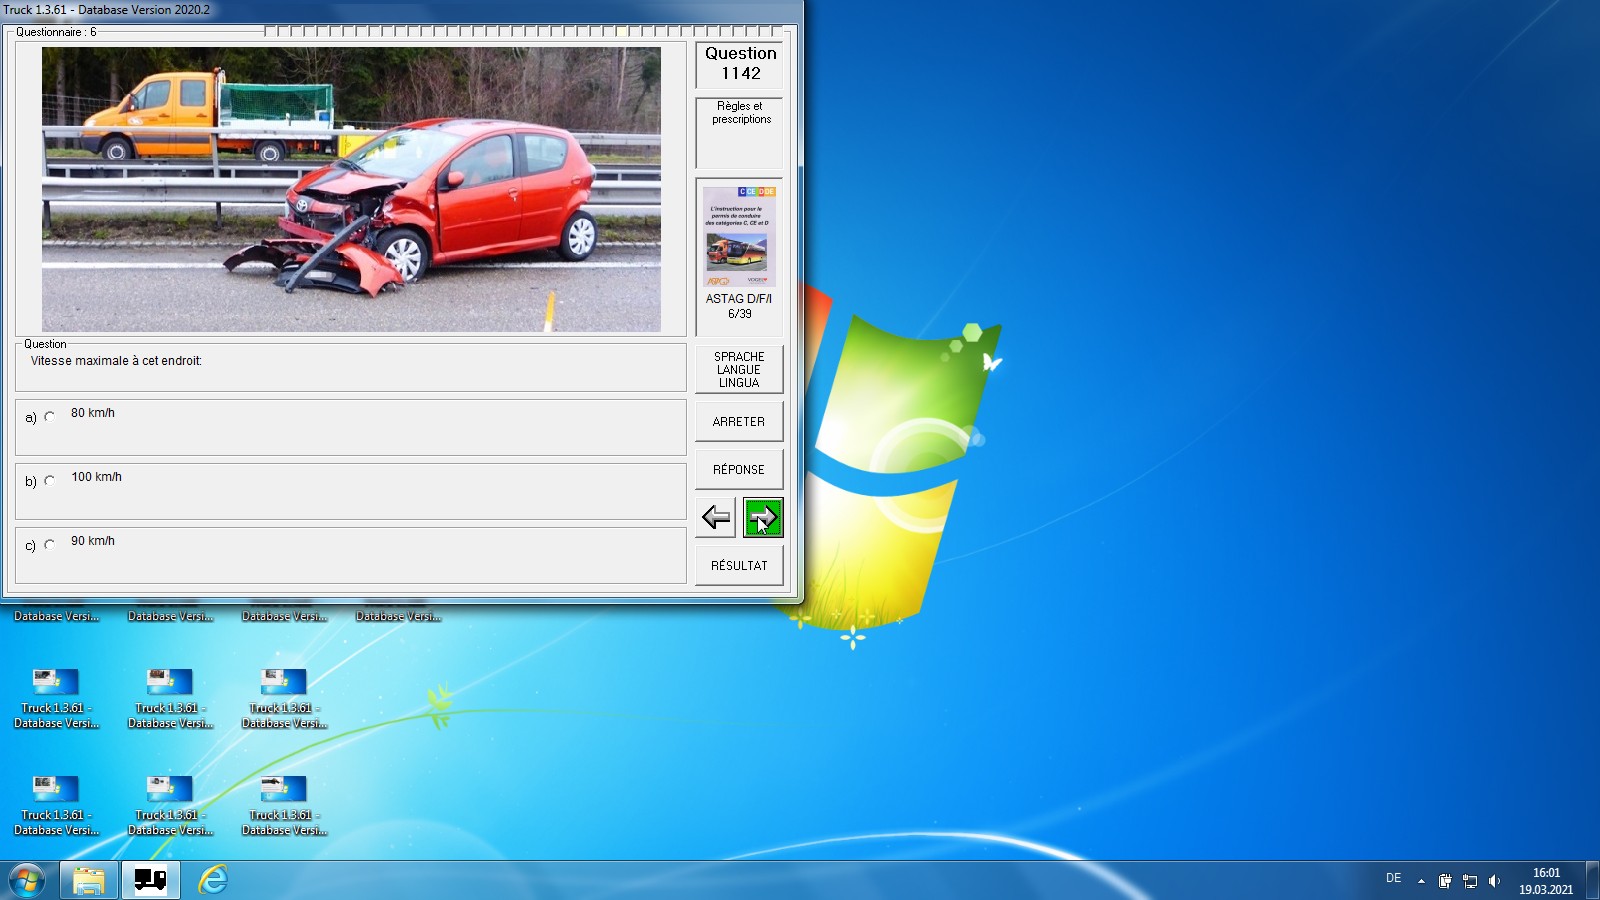 Truck 1.3.61 - Database Version 2020.2
Questionnaire : 6
Question
1142
Règles et
prescriptions
C CE D DE
L'instruction pour le
permis de conduire
des catégories C, CE et D
ASTAG D/F/I
6/39
Question
Vitesse maximale à cet endroit:
SPRACHE
LANGUE
LINGUA
a) 80 km/h
ARRETER
b) 100 km/h
RÉPONSE
c) 90 km/h
RÉSULTAT
Database Versi... Database Versi... Database Versi... Database Versi...
Truck 1.3.61 - Truck 1.3.61 - Truck 1.3.61 -
Database Versi... Database Versi... Database Versi...
Truck 1.3.61 - Truck 1.3.61 - Truck 1.3.61 -
Database Versi... Database Versi... Database Versi...
DE
16:01
19.03.2021